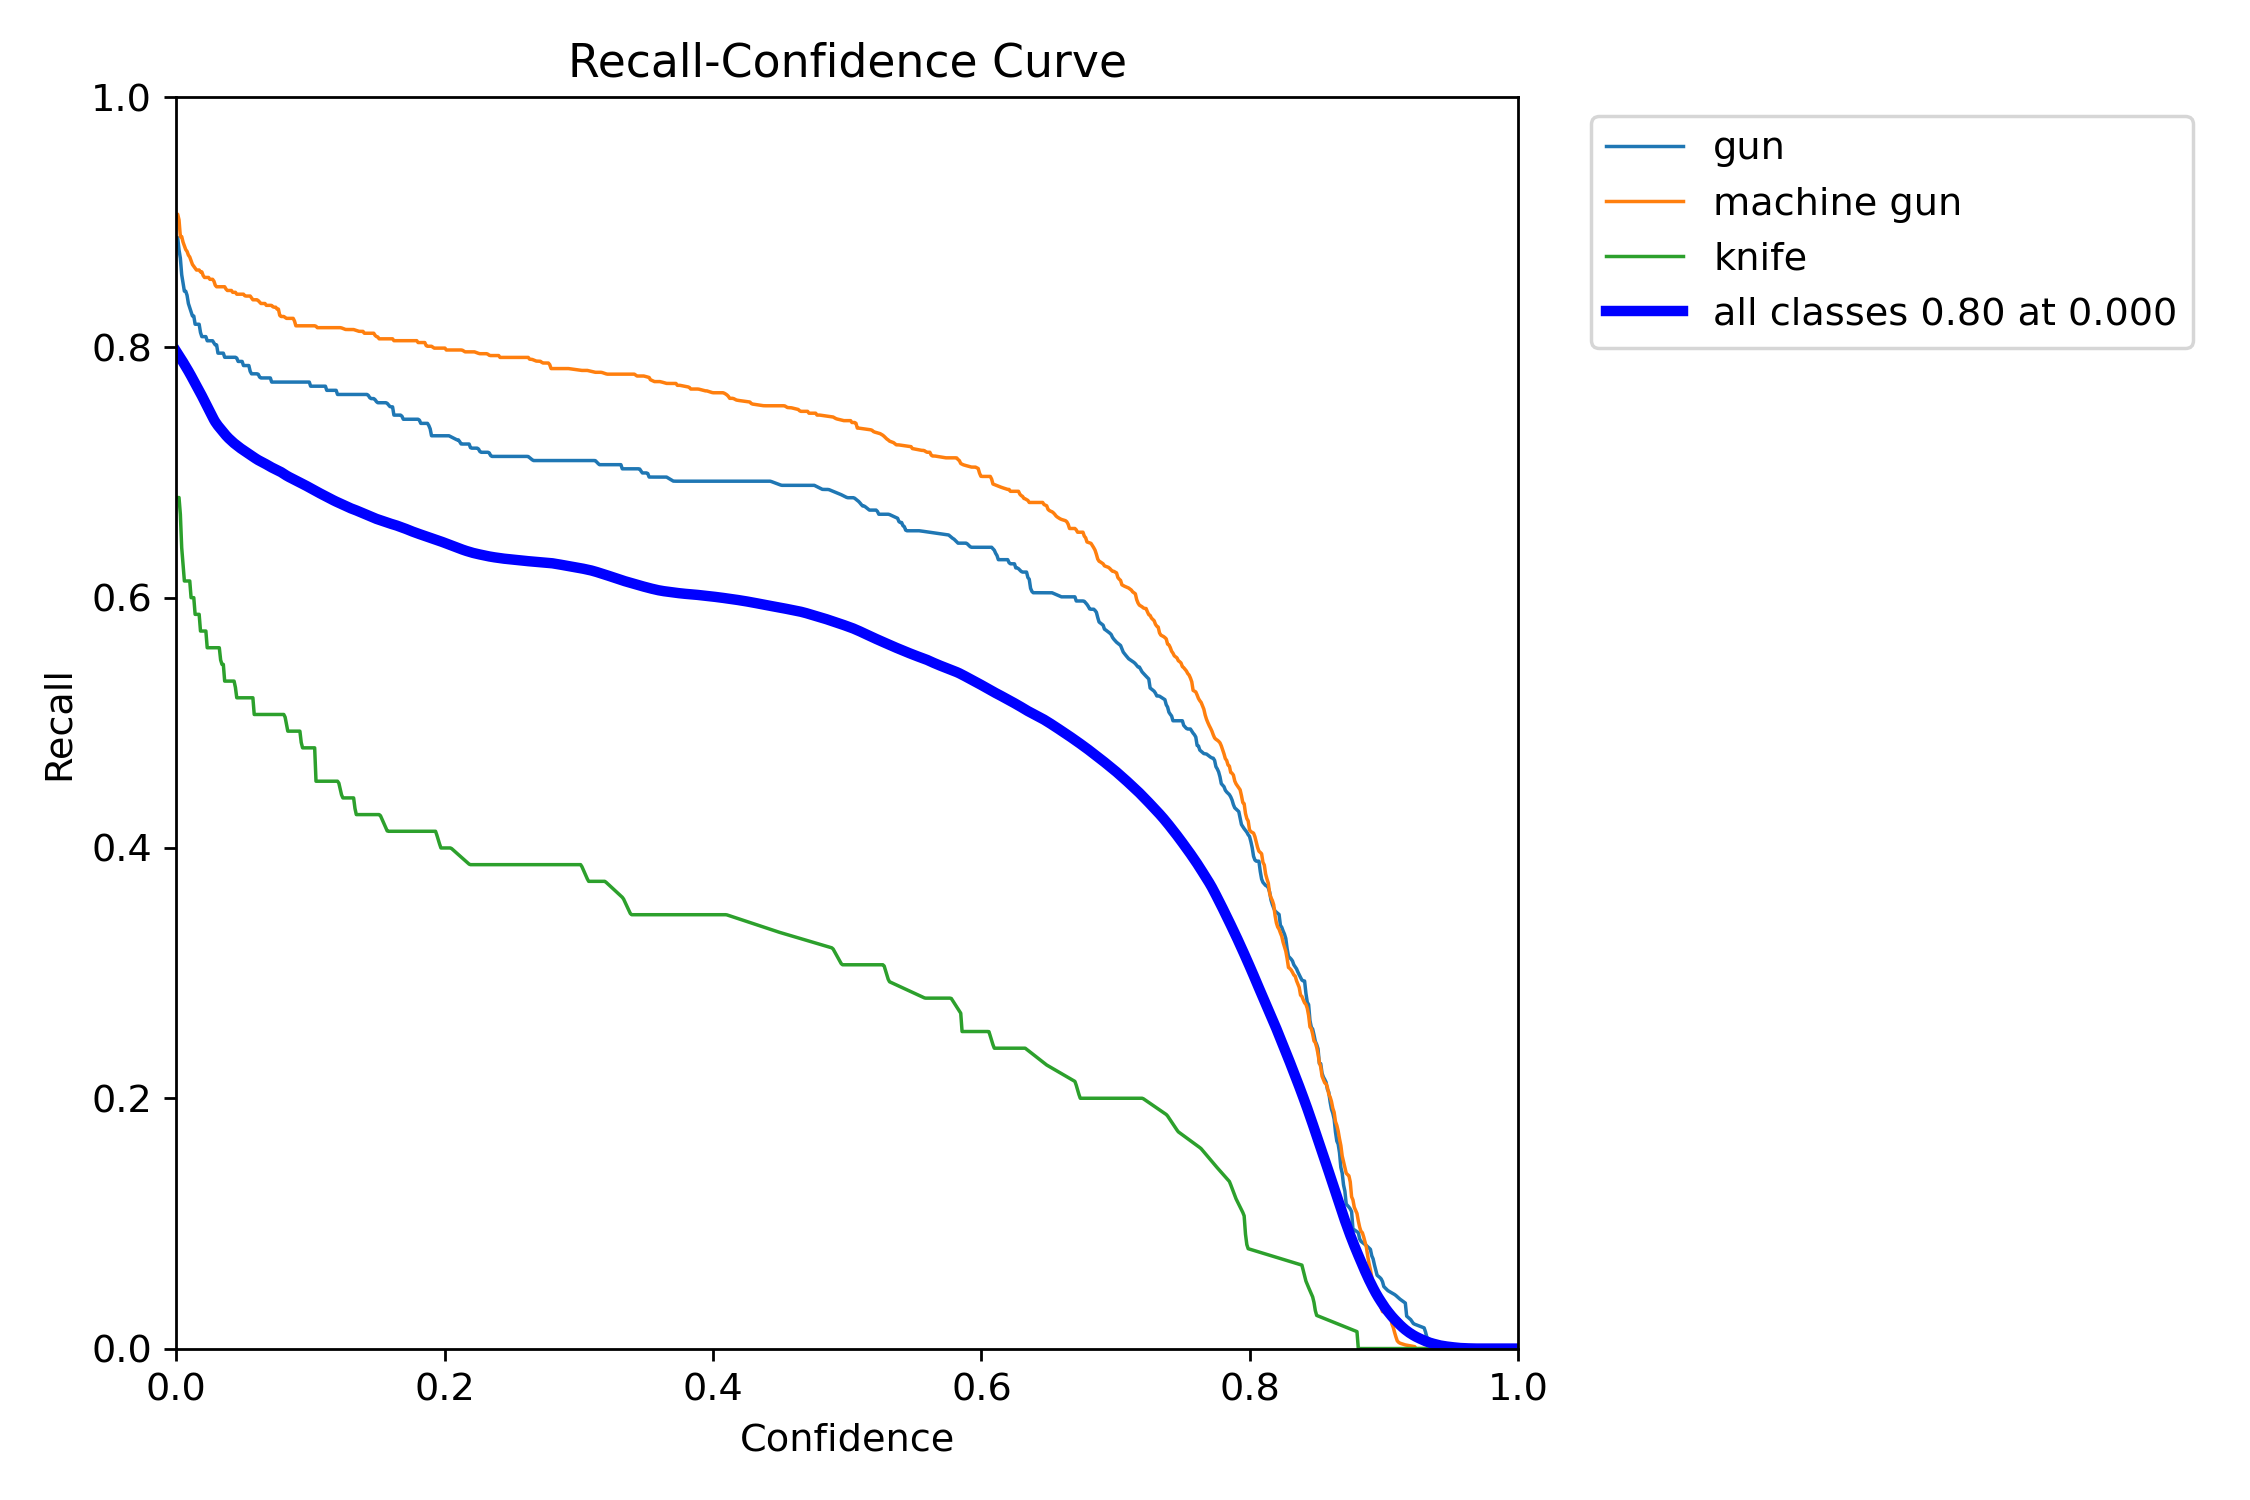 Recall-Confidence Curve
1.0
0.8
0.6
0.4
0.2
0.0
Recall
0.0 0.2 0.4 0.6 0.8 1.0
Confidence
gun
machine gun
knife
all classes 0.80 at 0.000